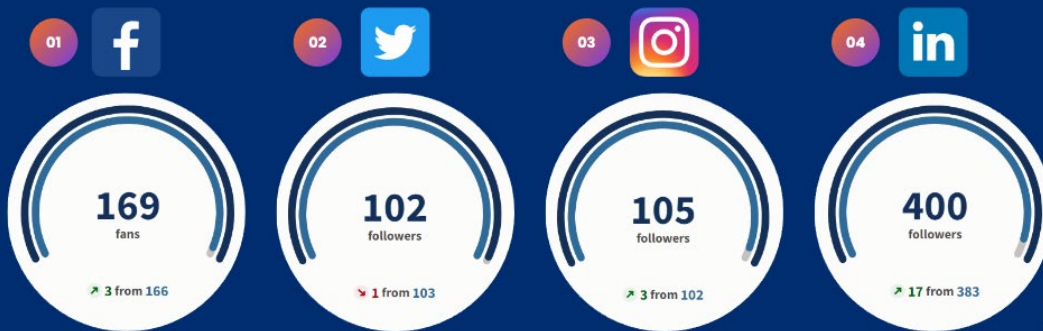 01
02
03
04
in
169
fans
3 from 166
102
followers
1 from 103
105
followers
3 from 102
400
followers
17 from 383